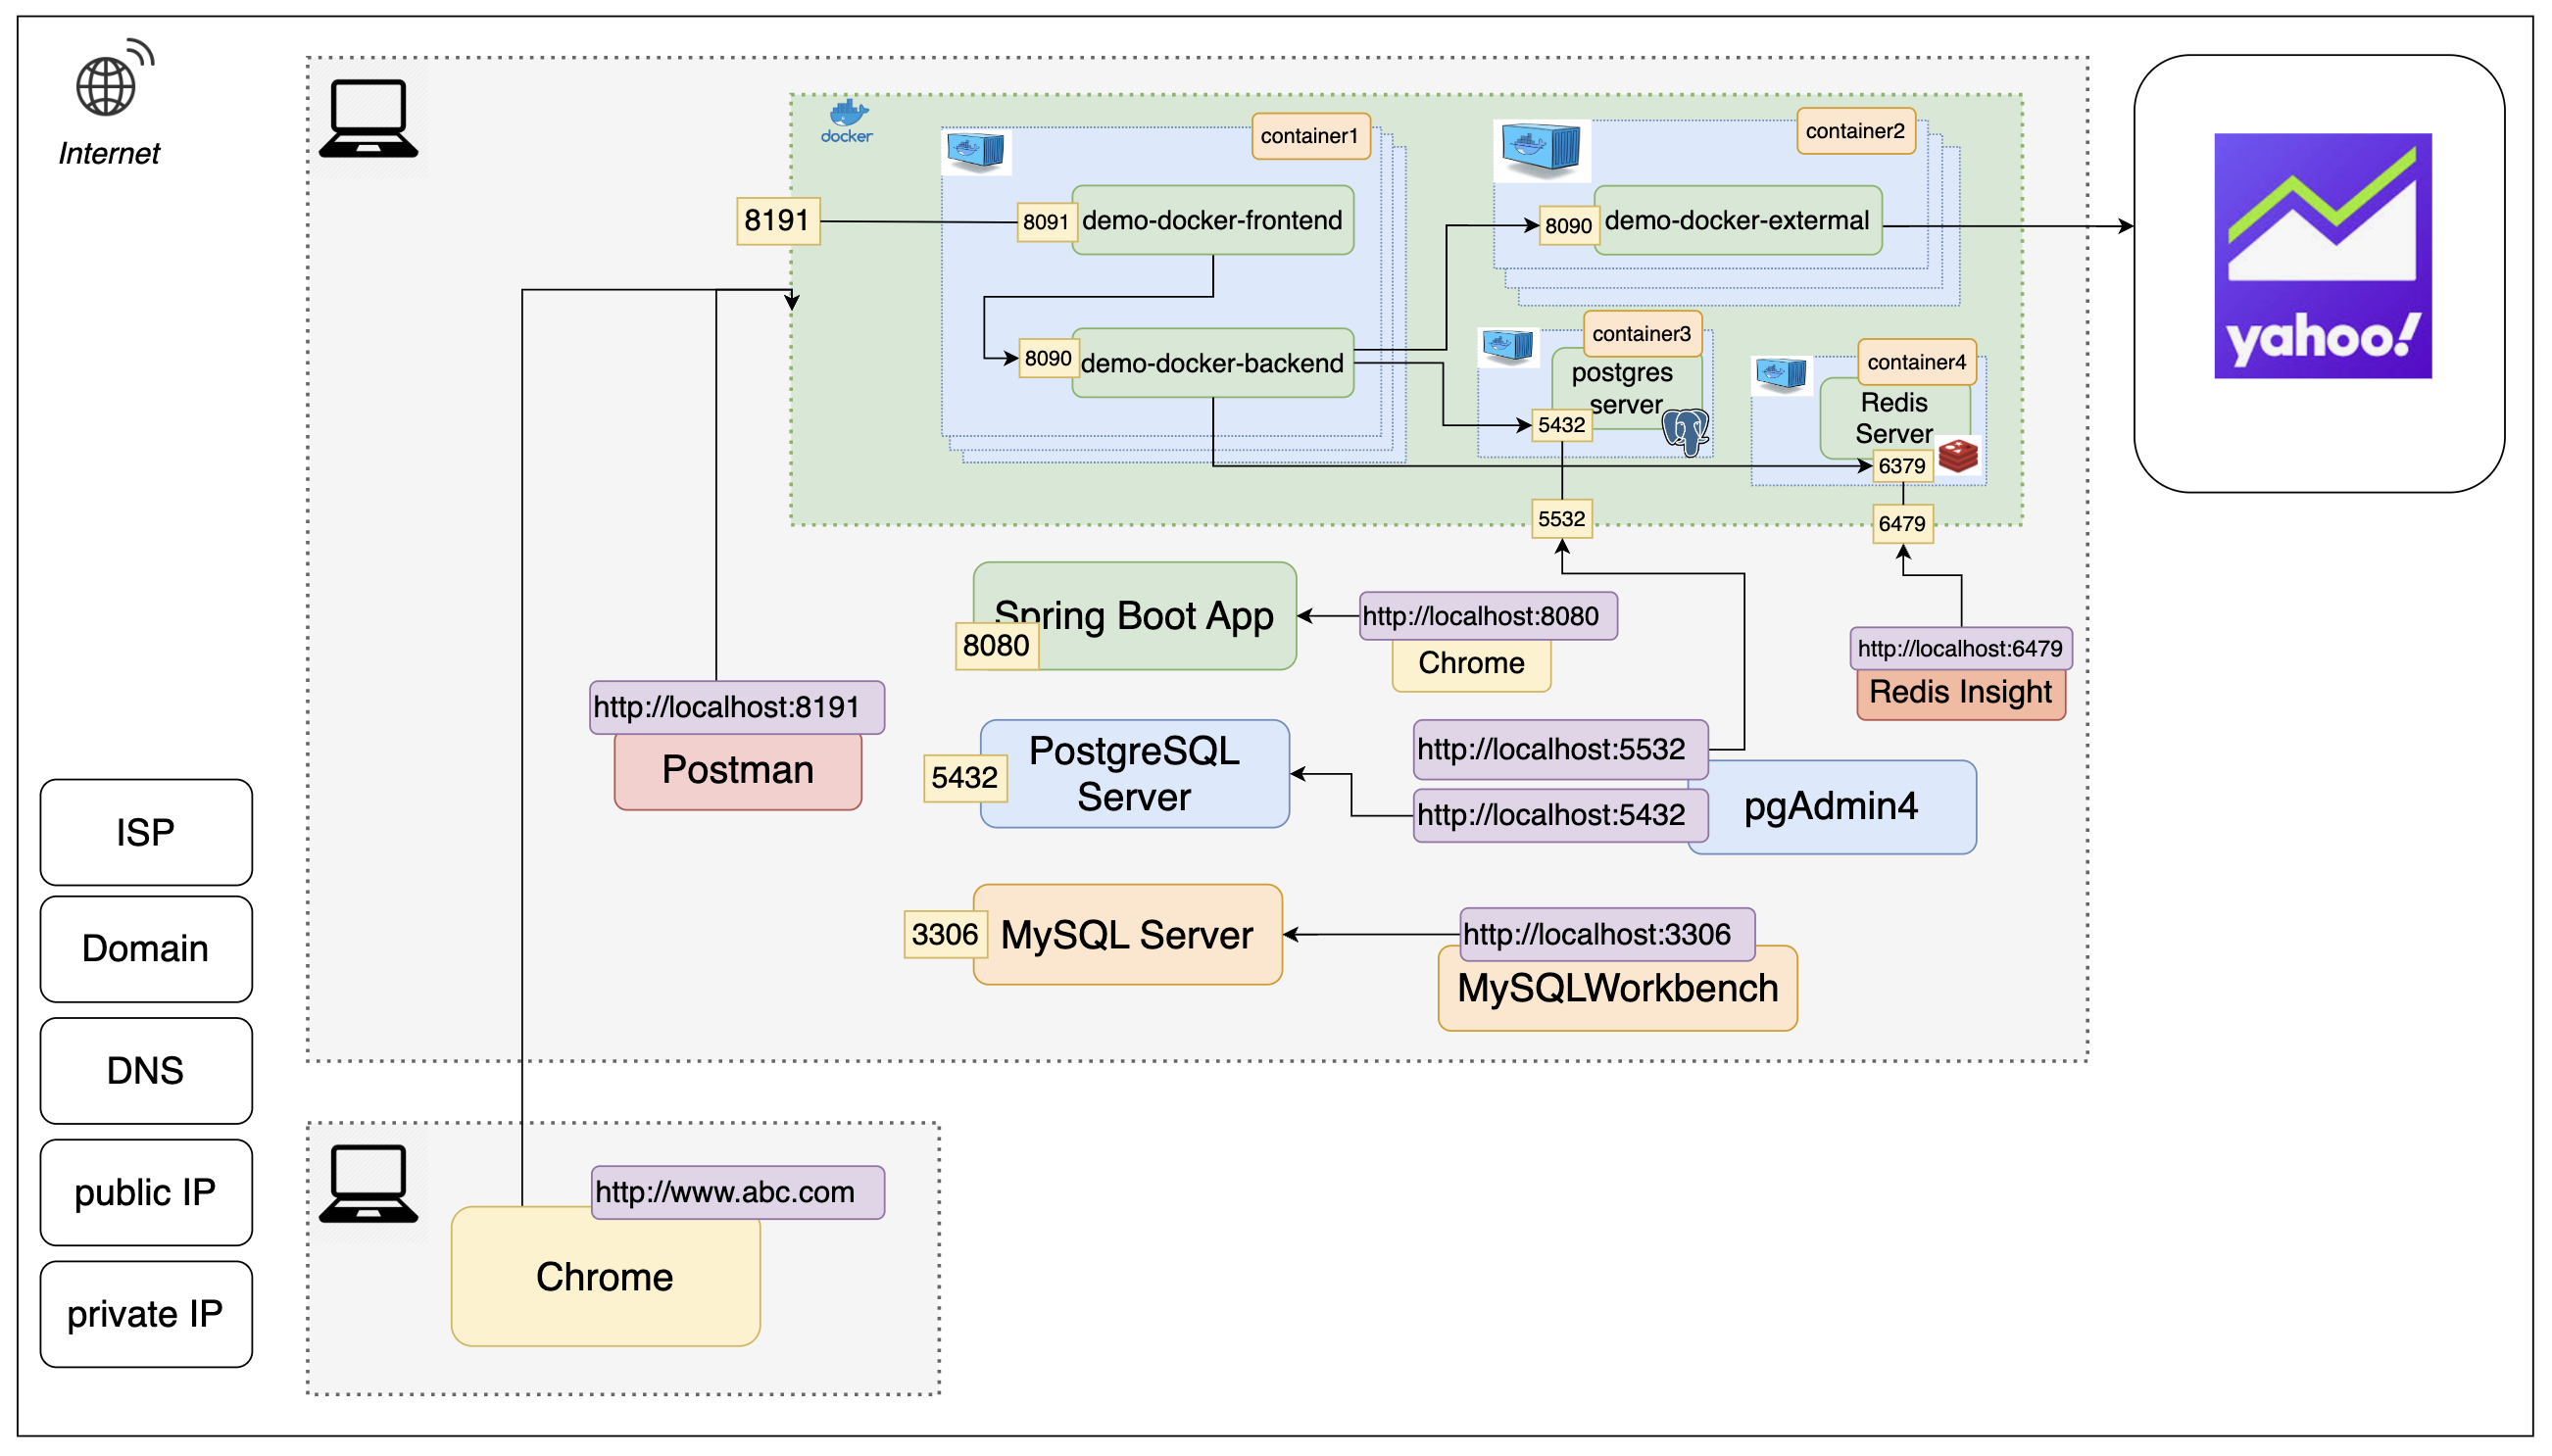 Internet
docker
container1
container2
8191
8091
demo-docker-frontend
8090
demo-docker-extermal
yahoo!
8090
demo-docker-backend
container3
postgres
server
5432
container4
Redis
Server
6379
5532
6479
Spring Boot App
8080
http://localhost:8080
Chrome
http://localhost:6479
Redis Insight
http://localhost:8191
Postman
PostgreSQL
Server
5432
http://localhost:5532
http://localhost:5432
pgAdmin4
3306
MySQL Server
http://localhost:3306
MySQLWorkbench
ISP
Domain
DNS
public IP
private IP
http://www.abc.com
Chrome